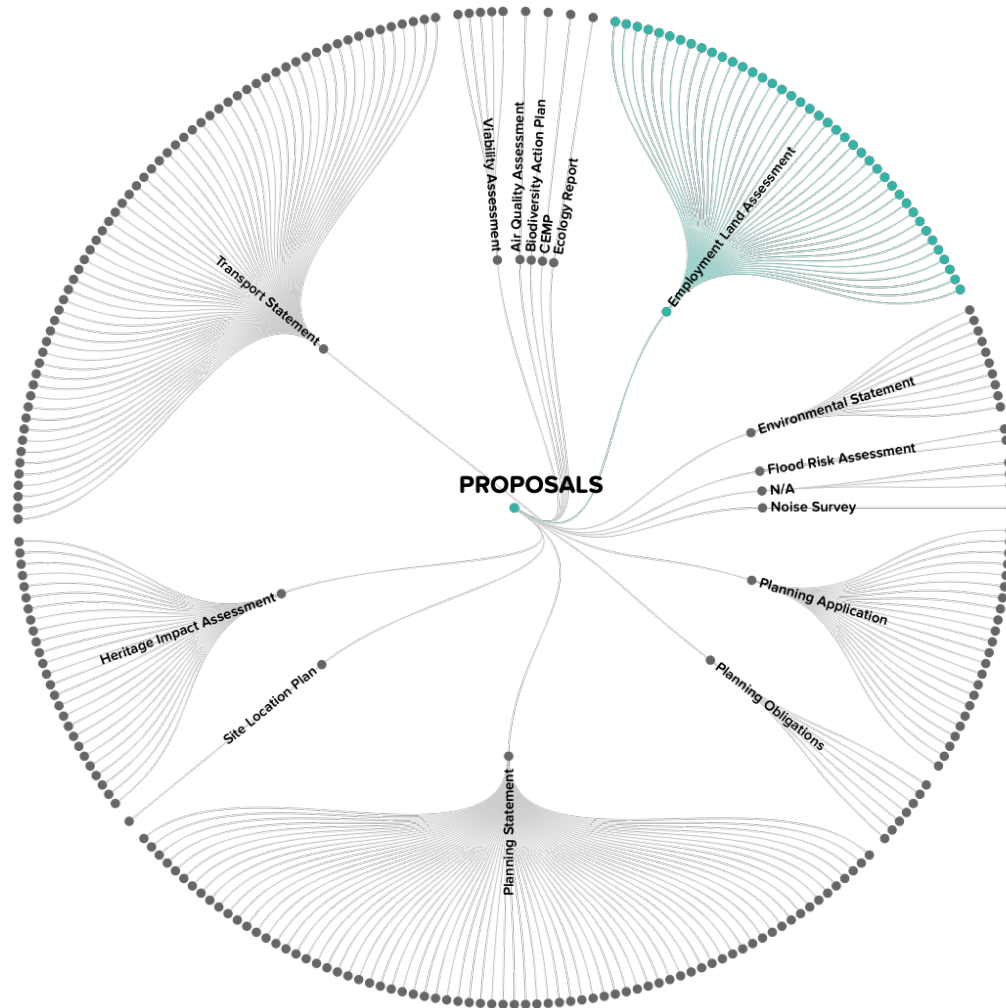 Viability Assessment
Air Quality Assessment
Biodiversity Action Plan
CEMP
Ecology Report
Employment Land Assessment
Transport Statement
Environmental Statement
Flood Risk Assessment
PROPOSALS
N/A
Noise Survey
Planning Application
Heritage Impact Assessment
Planning Obligations
Site Location Plan
Planning Statement